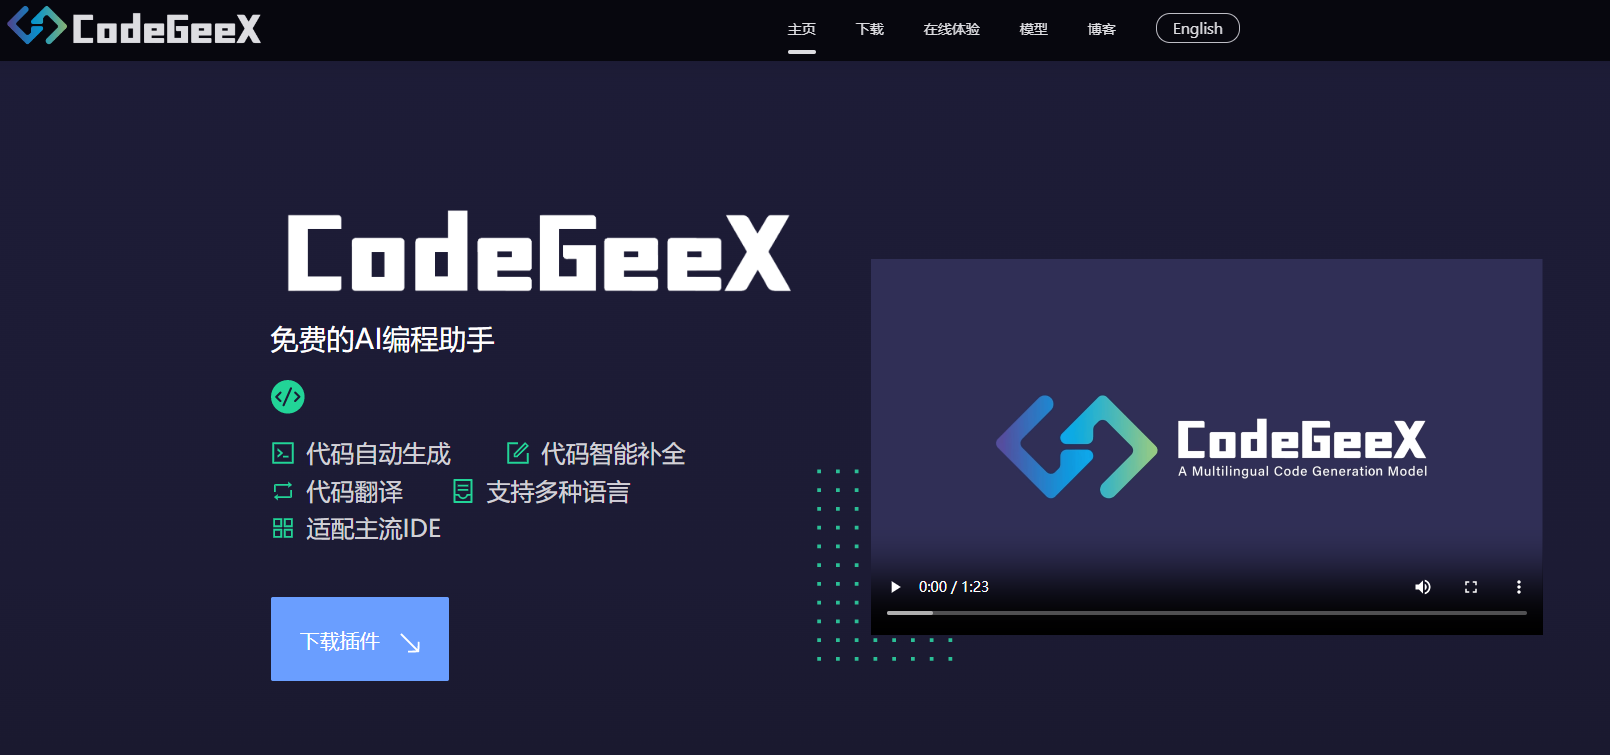 CodeGeeX
主页 下载 在线体验 模型 博客 English
CodeGeeX
免费的AI编程助手
代码自动生成 代码智能补全
代码翻译 支持多种语言
适配主流IDE
下载插件
CodeGeeX
A Multilingual Code Generation Model
0:00 / 1:23